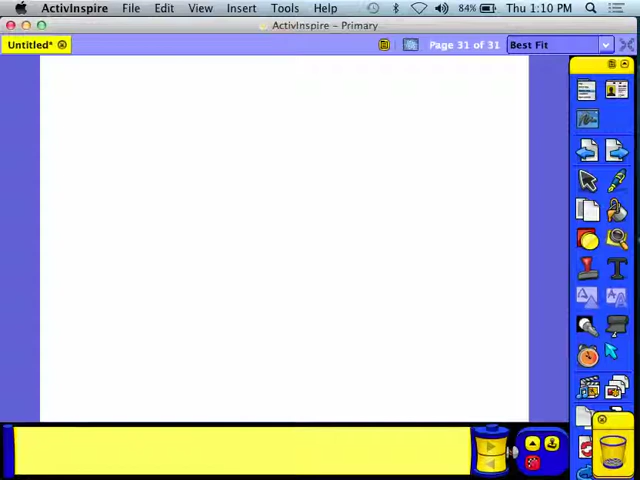 ActivInspire File Edit View Insert Tools Help 84% Thu 1:10 PM
ActivInspire – Primary
Untitled* Page 31 of 31 Best Fit
T